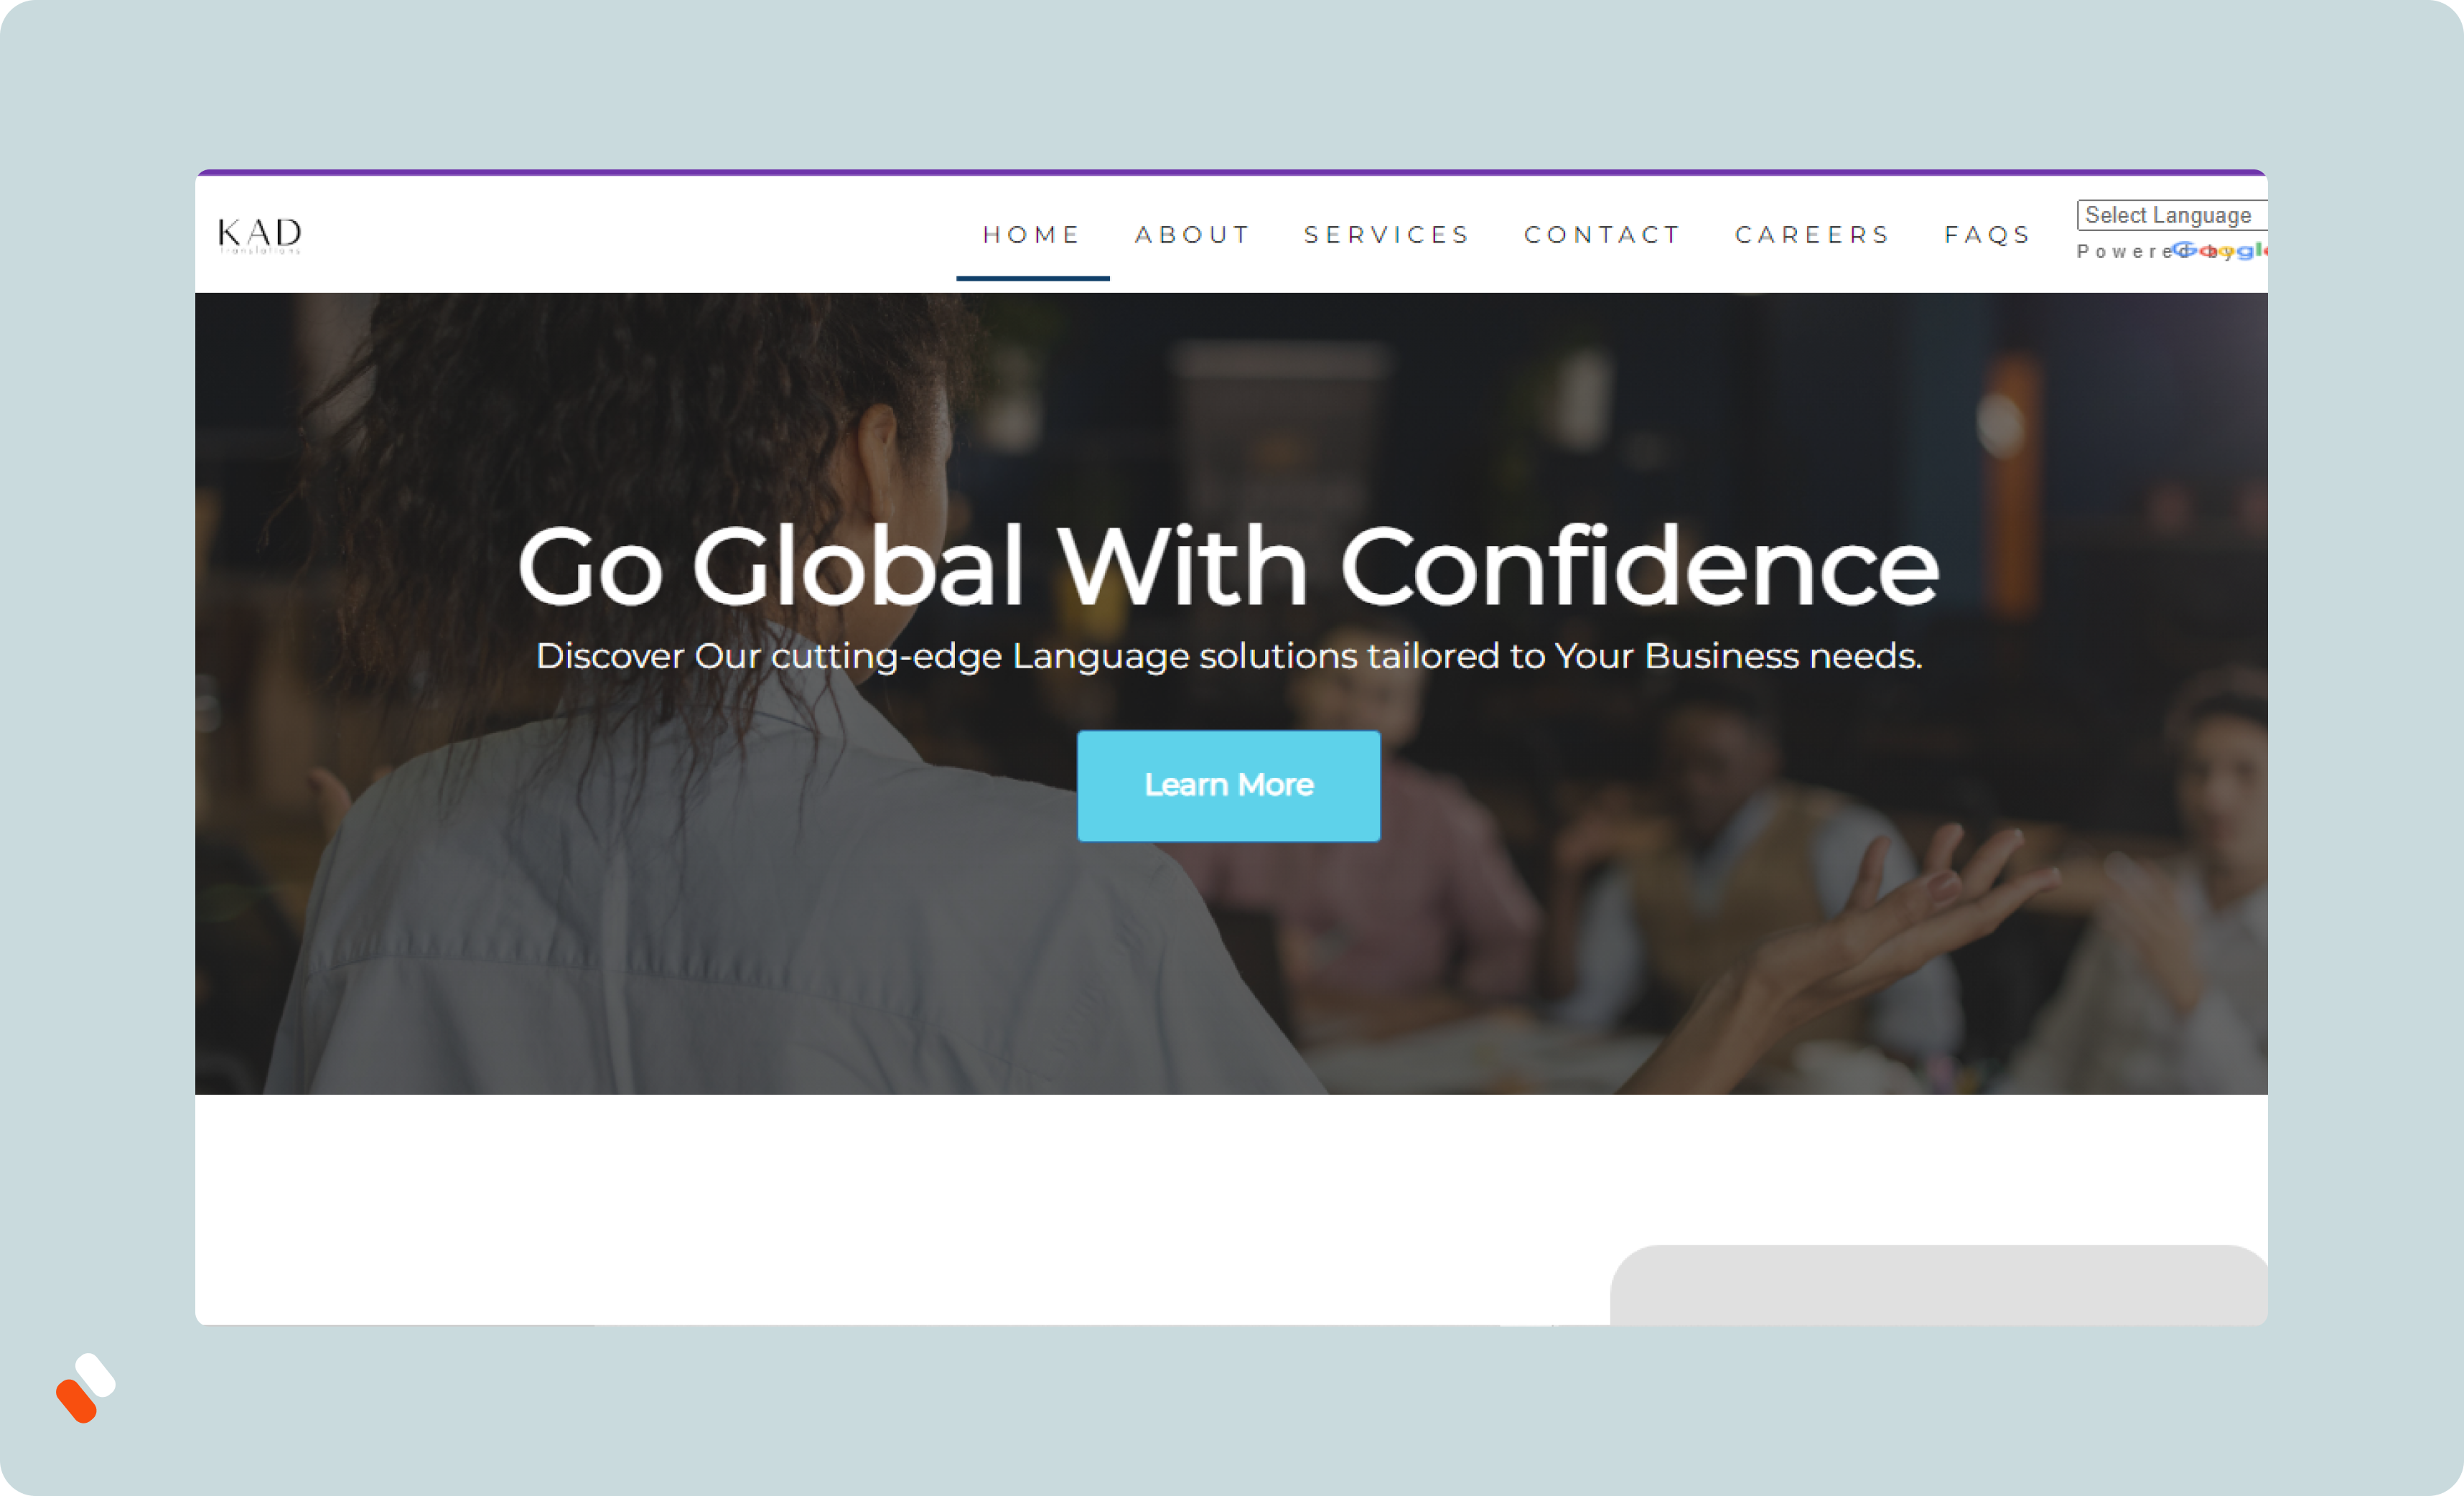 KAD
translations
HOME ABOUT SERVICES CONTACT CAREERS FAQS
Select Language
Powered by Google
Go Global With Confidence
Discover Our cutting-edge Language solutions tailored to Your Business needs.
Learn More